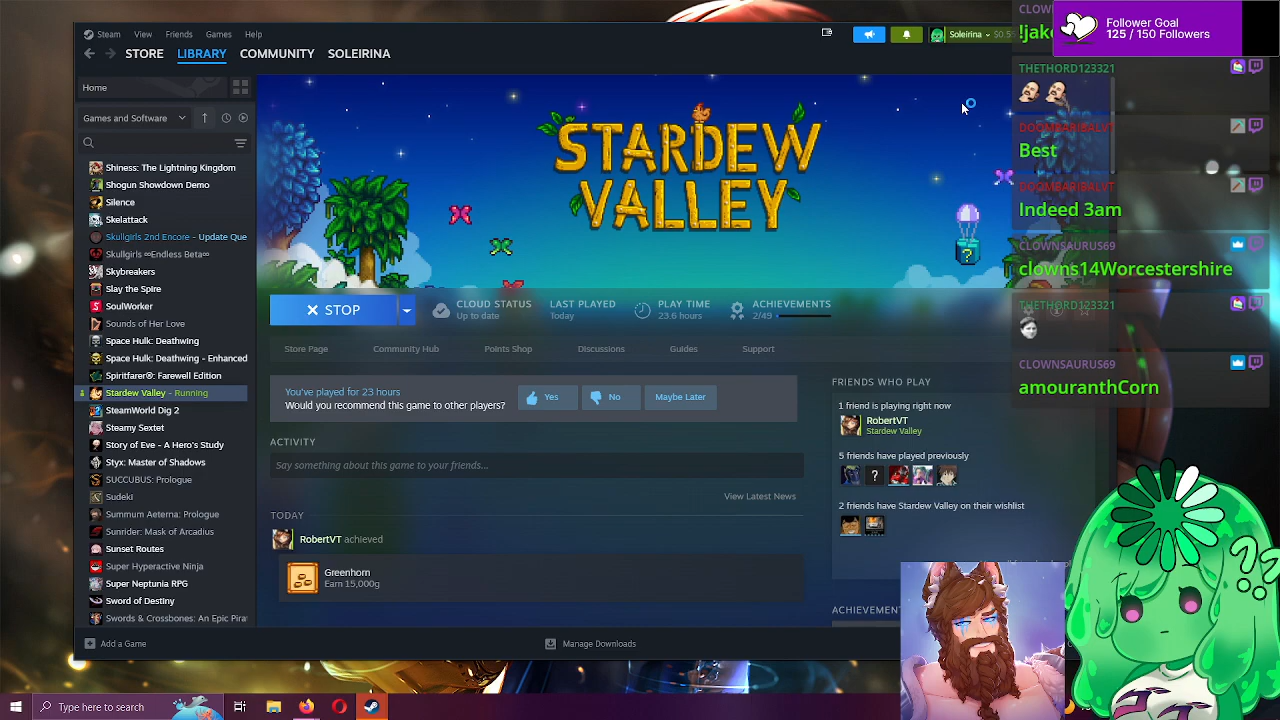 Steam View Friends Games Help
Soleirina
STORE LIBRARY COMMUNITY SOLEIRINA
Home
Games and Software
Shiness: The Lightning Kingdom
Shogun Showdown Demo
Silence
Skelattack
Skullgirls 2nd Encore - Update Que
Skullgirls ∞Endless Beta∞
Skybreakers
Slay the Spire
SoulWorker
Sounds of Her Love
Space Hulk: Deathwing
Space Hulk: Deathwing - Enhanced
Spiritfarer®: Farewell Edition
Stardew Valley - Running
SteamWorld Dig 2
Steamy Sextet
Story of Eve - A Hero's Study
Styx: Master of Shadows
SUCCUBUS: Prologue
Sudeki
Summum Aeterna: Prologue
Sunrider: Mask of Arcadius
Sunset Routes
Super Hyperactive Ninja
Super Neptunia RPG
Sword of Destiny
Swords & Crossbones: An Epic Pirat
Add a Game
STARDEW
VALLEY
?
STOP
CLOUD STATUS
Up to date
LAST PLAYED
Today
PLAY TIME
23.6 hours
ACHIEVEMENTS
2/49
Store Page Community Hub Points Shop Discussions Guides Support
You've played for 23 hours
Would you recommend this game to other players?
Yes
No
Maybe Later
ACTIVITY
Say something about this game to your friends...
View Latest News
TODAY
RobertVT achieved
Greenhorn
Earn 15,000g
FRIENDS WHO PLAY
1 friend is playing right now
RobertVT
Stardew Valley
5 friends have played previously
?
2 friends have Stardew Valley on their wishlist
ACHIEVEMEN
Manage Downloads
Follower Goal
125 / 150 Followers
CLOWN
!jak
THETHORD123321
DOOMBARIBALVT
Best
DOOMBARIBALVT
Indeed 3am
CLOWNSAURUS69
clowns14Worcestershire
THETHORD123321
CLOWNSAURUS69
amouranthCorn
??
Type here to search